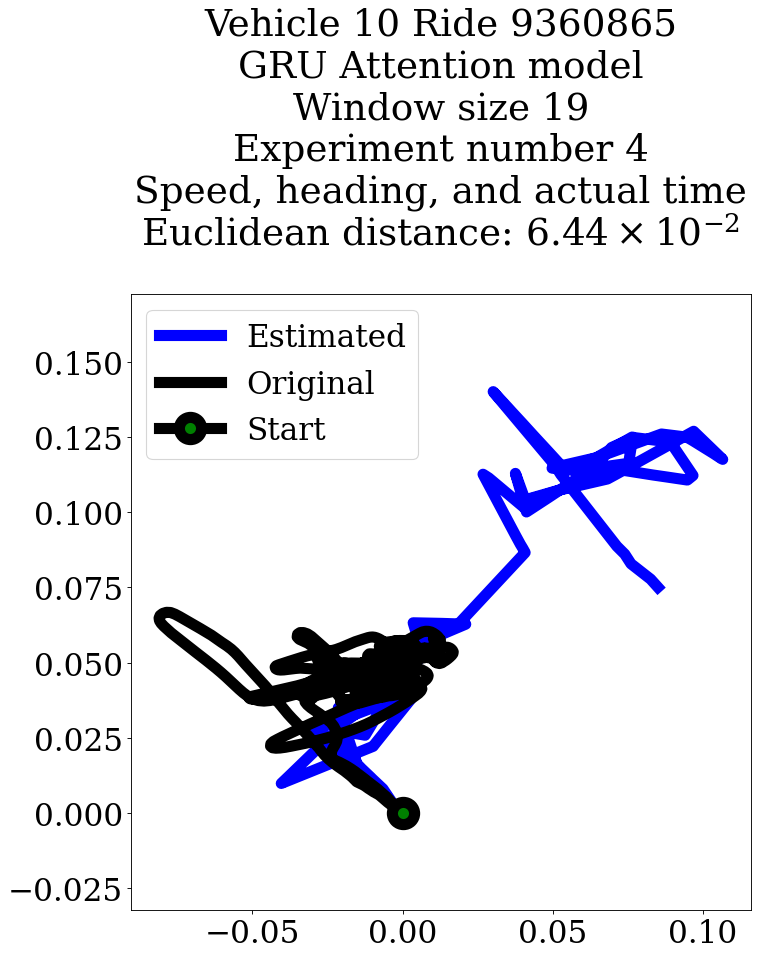 Vehicle 10 Ride 9360865
GRU Attention model
Window size 19
Experiment number 4
Speed, heading, and actual time
Euclidean distance: 6.44 × 10⁻²
Estimated
Original
Start
0.150
0.125
0.100
0.075
0.050
0.025
0.000
−0.025
−0.05 0.00 0.05 0.10